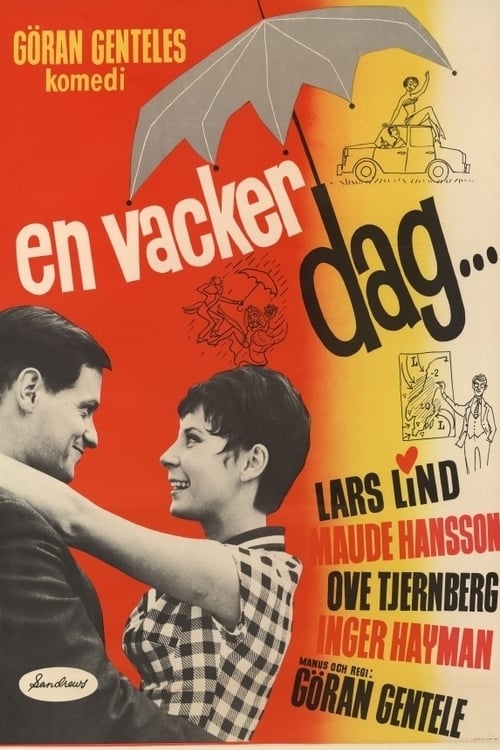 GÖRAN GENTELES
komedi
en vacker
dag...
L
-2
L
LARS LIND
MAUDE HANSSON
OVE TJERNBERG
INGER HAYMAN
MANUS OCH REGI:
GÖRAN GENTELE
Sandrews